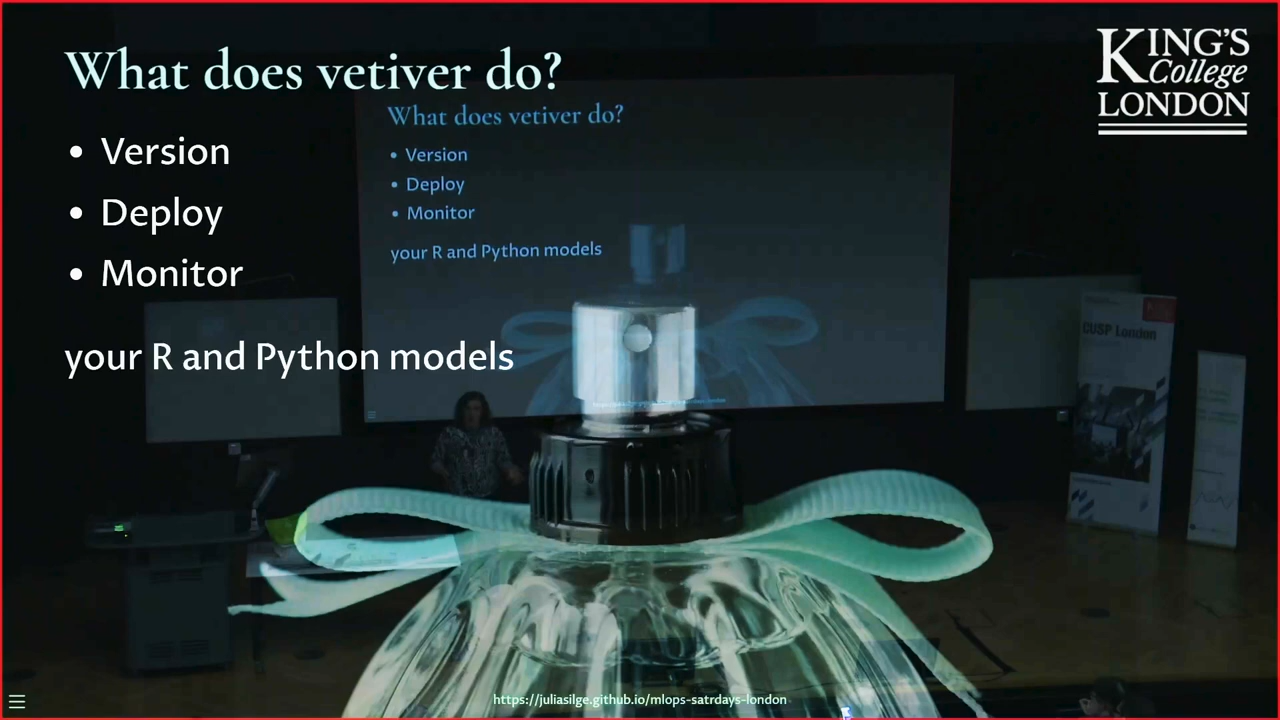 What does vetiver do?
• Version
• Deploy
• Monitor
your R and Python models
KING'S
College
LONDON
What does vetiver do?
• Version
• Deploy
• Monitor
your R and Python models
CUSP London
https://juliasilge.github.io/mlops-satrdays-london